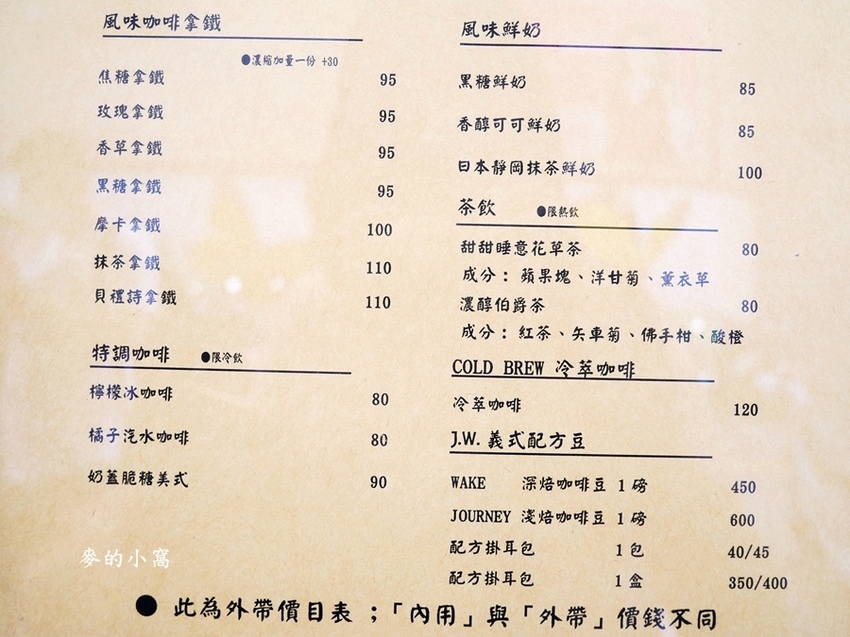 風味咖啡拿鐵
●濃縮加量一份 +30
焦糖拿鐵 95
玫瑰拿鐵 95
香草拿鐵 95
黑糖拿鐵 95
摩卡拿鐵 100
抹茶拿鐵 110
貝禮詩拿鐵 110
特調咖啡 ●限冷飲
檸檬冰咖啡 80
橘子汽水咖啡 80
奶蓋脆糖美式 90
風味鮮奶
黑糖鮮奶 85
香醇可可鮮奶 85
日本靜岡抹茶鮮奶 100
茶飲 ●限熱飲
甜甜睡意花草茶 80
成分：蘋果塊、洋甘菊、薰衣草
濃醇伯爵茶 80
成分：紅茶、矢車菊、佛手柑、酸橙
COLD BREW 冷萃咖啡
冷萃咖啡 120
J.W. 義式配方豆
WAKE 深焙咖啡豆 1 磅 450
JOURNEY 淺焙咖啡豆 1 磅 600
配方掛耳包 1 包 40/45
配方掛耳包 1 盒 350/400
麥的小窩
● 此為外帶價目表 ；「內用」與「外帶」價錢不同